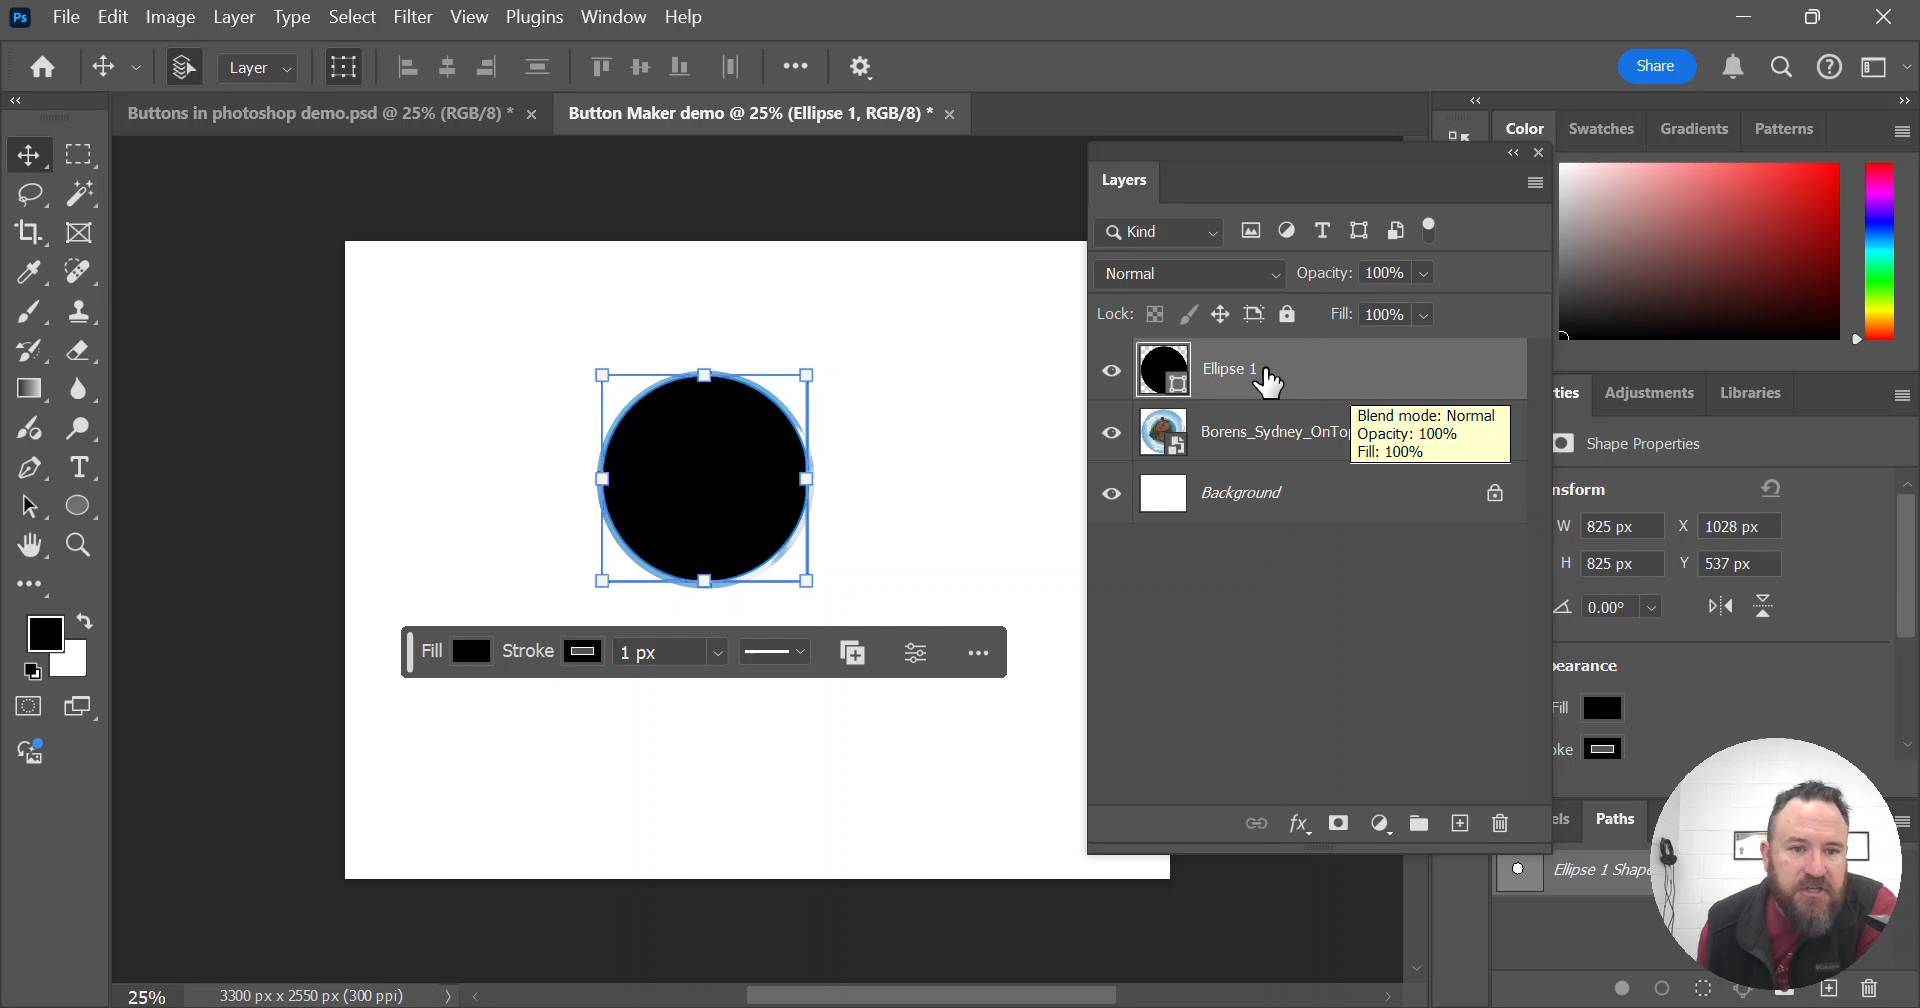 Ps File Edit Image Layer Type Select Filter View Plugins Window Help
Layer Share
Buttons in photoshop demo.psd @ 25% (RGB/8) * Button Maker demo @ 25% (Ellipse 1, RGB/8) *
Color Swatches Gradients Patterns
Layers
Kind
Normal Opacity: 100%
Lock: Fill: 100%
Ellipse 1
Borens_Sydney_OnTo
Blend mode: Normal
Opacity: 100%
Fill: 100%
Background
ties Adjustments Libraries
Shape Properties
nsform
W 825 px X 1028 px
H 825 px Y 537 px
0.00°
Fill Stroke 1 px
pearance
Fill
oke
fx
els Paths
Ellipse 1 Shape
25% 3300 px x 2550 px (300 ppi)